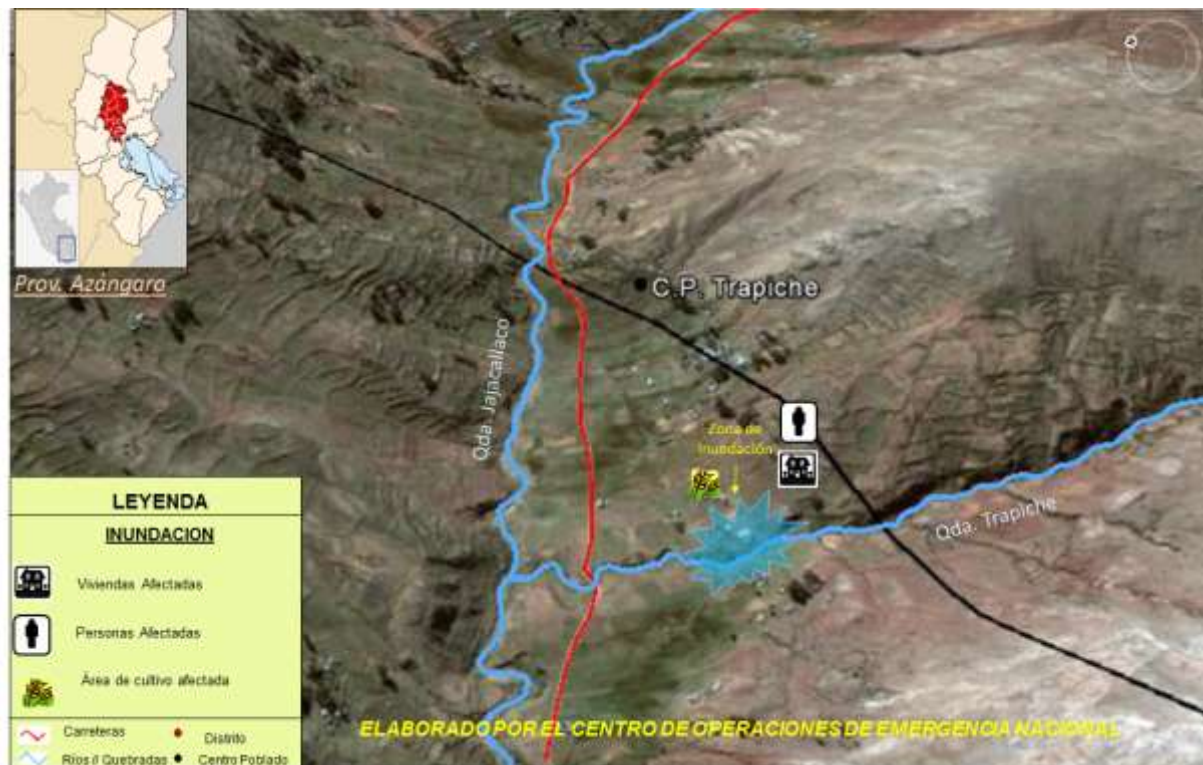 Prov. Azángara
C.P. Trapiche
Qda Jajacallaco
Zona de
Inundación
Qda. Trapiche
LEYENDA
INUNDACION
Viviendas Afectadas
Personas Afectadas
Área de cultivo afectada
Carreteras
Distrito
Ríos // Quebradas
Centro Poblado
ELABORADO POR EL CENTRO DE OPERACIONES DE EMERGENCIA NACIONAL